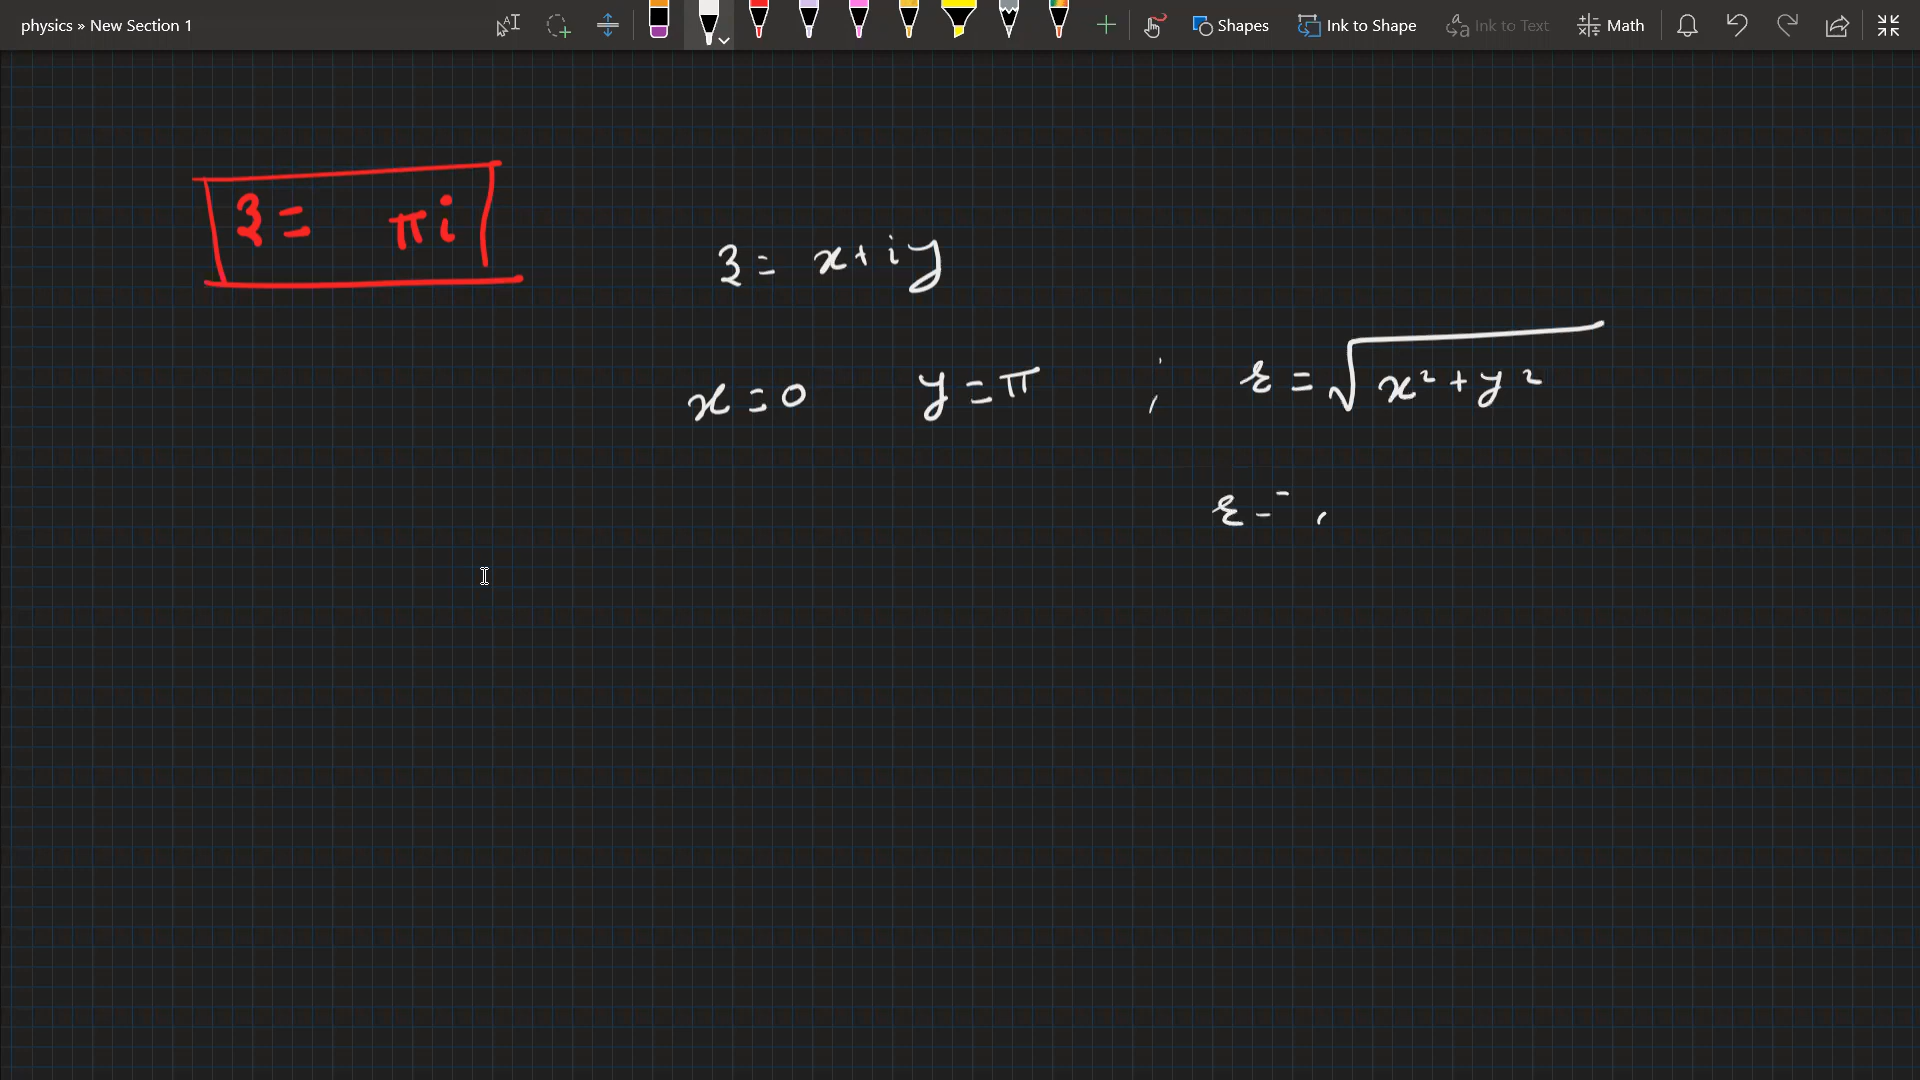 physics » New Section 1
Shapes
Ink to Shape
Ink to Text
Math
z = πi
z = x + iy
x = 0 y = π ; r = √x² + y²
r =